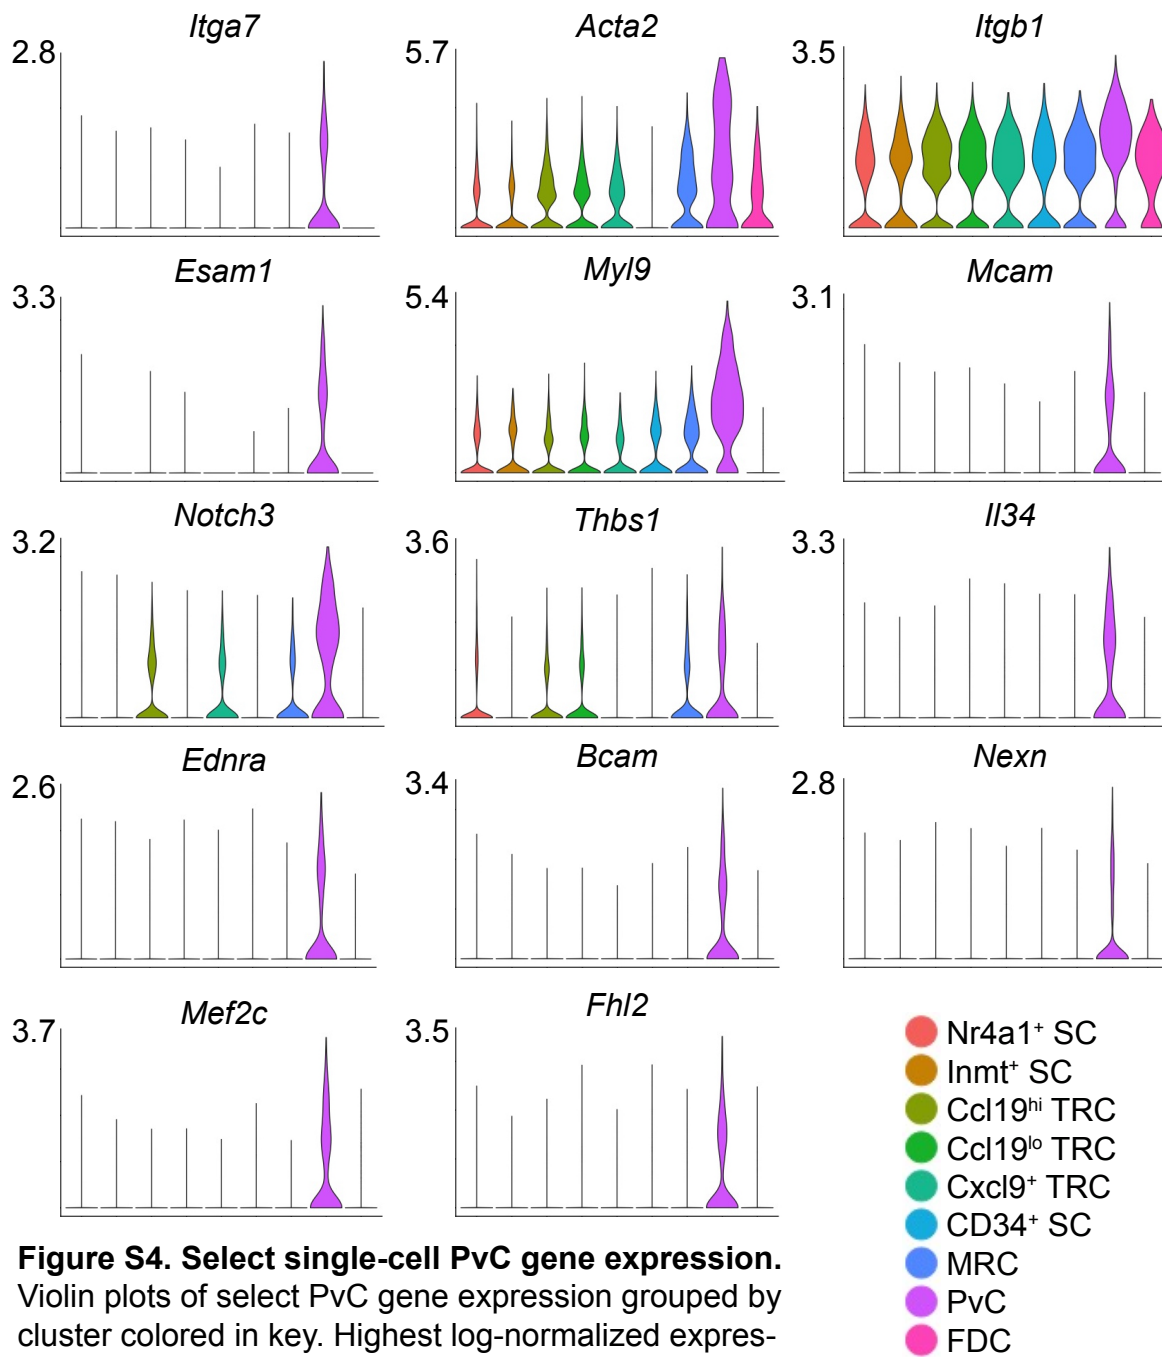 Itga7
2.8
Acta2
5.7
Itgb1
3.5
Esam1
3.3
Myl9
5.4
Mcam
3.1
Notch3
3.2
Thbs1
3.6
Il34
3.3
Ednra
2.6
Bcam
3.4
Nexn
2.8
Mef2c
3.7
Fhl2
3.5
Nr4a1⁺ SC
Inmt⁺ SC
Ccl19ʰⁱ TRC
Ccl19ˡᵒ TRC
Cxcl9⁺ TRC
CD34⁺ SC
MRC
PvC
FDC
Figure S4. Select single-cell PvC gene expression.
Violin plots of select PvC gene expression grouped by
cluster colored in key. Highest log-normalized expres-